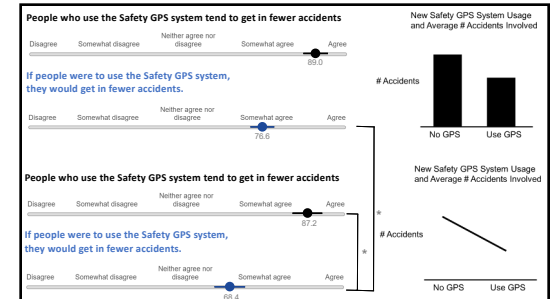 People who use the Safety GPS system tend to get in fewer accidents
Disagree Somewhat disagree Neither agree nor disagree Somewhat agree Agree
89.0
If people were to use the Safety GPS system,
they would get in fewer accidents.
Disagree Somewhat disagree Neither agree nor disagree Somewhat agree Agree
76.6
New Safety GPS System Usage
and Average # Accidents Involved
# Accidents
No GPS Use GPS
People who use the Safety GPS system tend to get in fewer accidents
Disagree Somewhat disagree Neither agree nor disagree Somewhat agree Agree
87.2
If people were to use the Safety GPS system,
they would get in fewer accidents.
Disagree Somewhat disagree Neither agree nor disagree Somewhat agree Agree
68.4
*
*
New Safety GPS System Usage
and Average # Accidents Involved
# Accidents
No GPS Use GPS